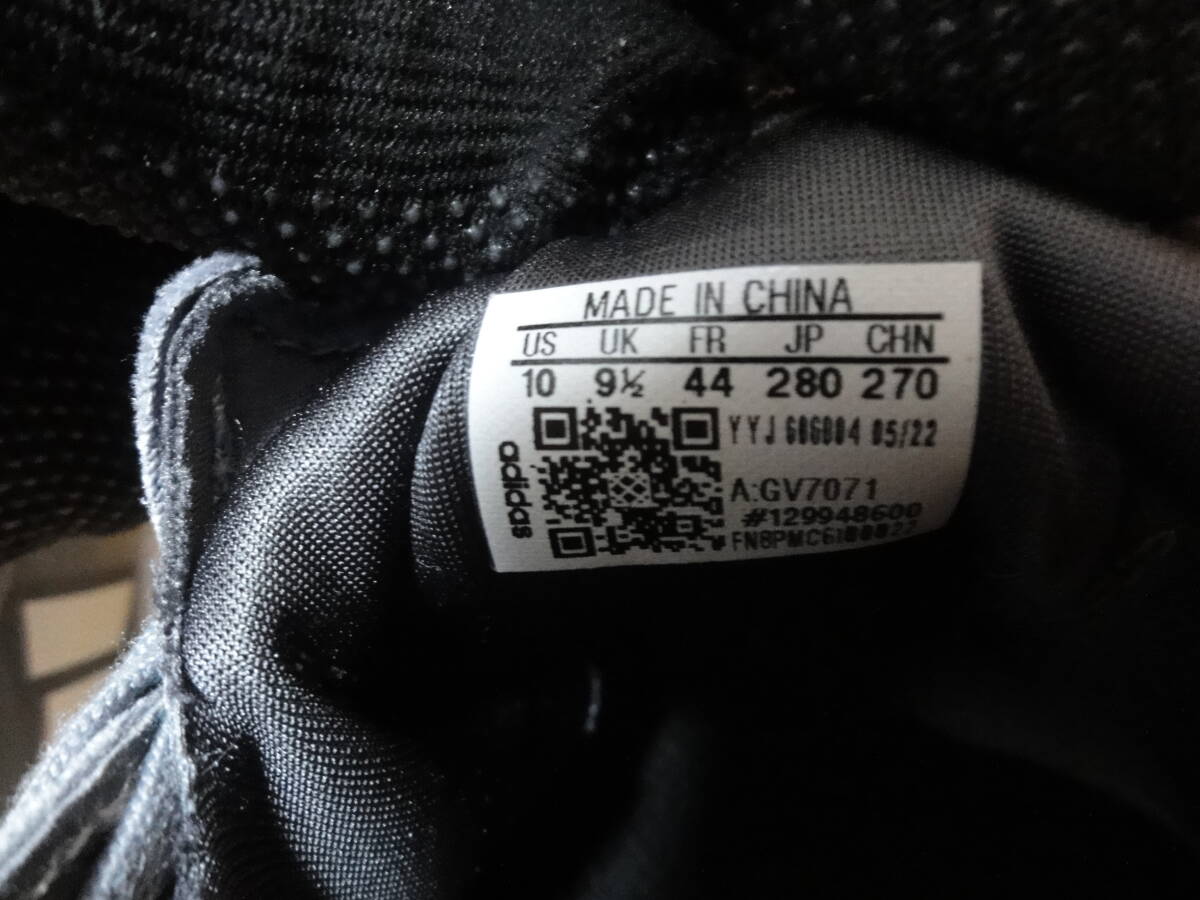 MADE IN CHINA
US UK FR JP CHN
10 9½ 44 280 270
YYJ 606004 05/22
adidas
A:GV7071
#129948600